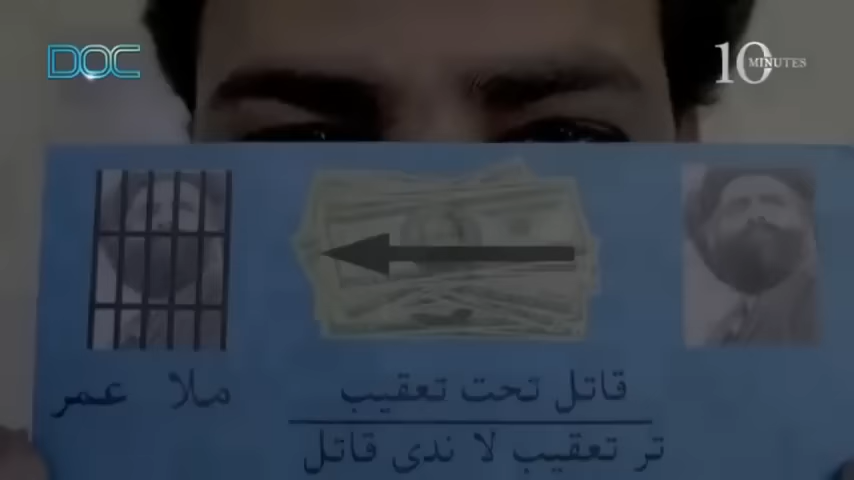 DOC
10 MINUTES
قاتل تحت تعقیب
ملا عمر
تر تعقیب لا ندی قاتل